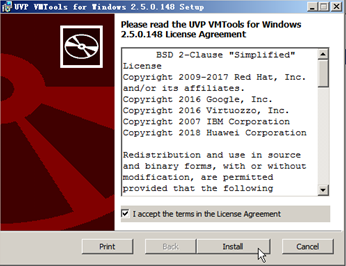 UVP VMTools for Windows 2.5.0.148 Setup
Please read the UVP VMTools for Windows
2.5.0.148 License Agreement
BSD 2-Clause "Simplified"
License
Copyright 2009-2017 Red Hat, Inc.
and/or its affiliates.
Copyright 2016 Google, Inc.
Copyright 2016 Virtuozzo, Inc.
Copyright 2007 IBM Corporation
Copyright 2018 Huawei Corporation
Redistribution and use in source
and binary forms, with or without
modification, are permitted
provided that the following
I accept the terms in the License Agreement
Print
Back
Install
Cancel